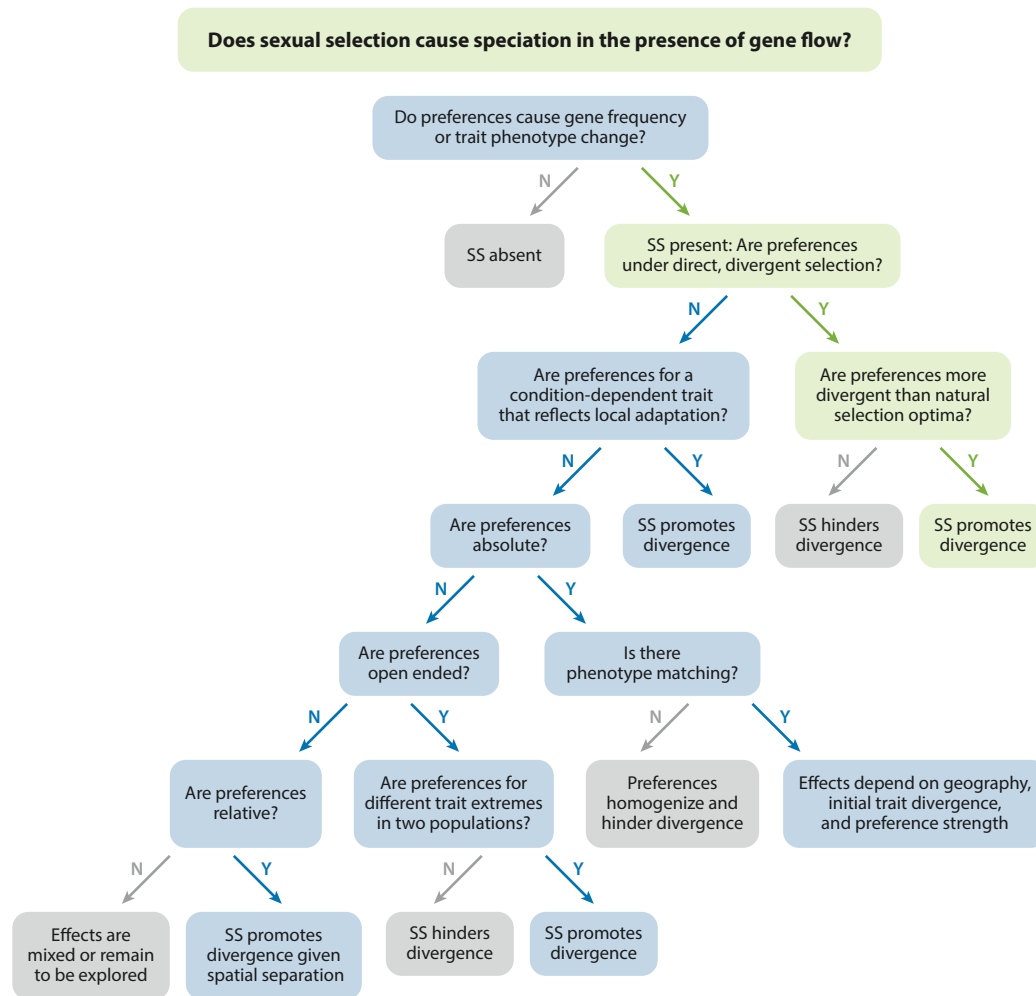 Does sexual selection cause speciation in the presence of gene flow?
Do preferences cause gene frequency
or trait phenotype change?
N
Y
SS absent
SS present: Are preferences
under direct, divergent selection?
N
Y
Are preferences for a
condition-dependent trait
that reflects local adaptation?
Are preferences more
divergent than natural
selection optima?
N
Y
N
Y
Are preferences
absolute?
SS promotes
divergence
SS hinders
divergence
SS promotes
divergence
N
Y
Are preferences
open ended?
Is there
phenotype matching?
N
Y
N
Y
Are preferences
relative?
Are preferences for
different trait extremes
in two populations?
Preferences
homogenize and
hinder divergence
Effects depend on geography,
initial trait divergence,
and preference strength
N
Y
N
Y
Effects are
mixed or remain
to be explored
SS promotes
divergence given
spatial separation
SS hinders
divergence
SS promotes
divergence